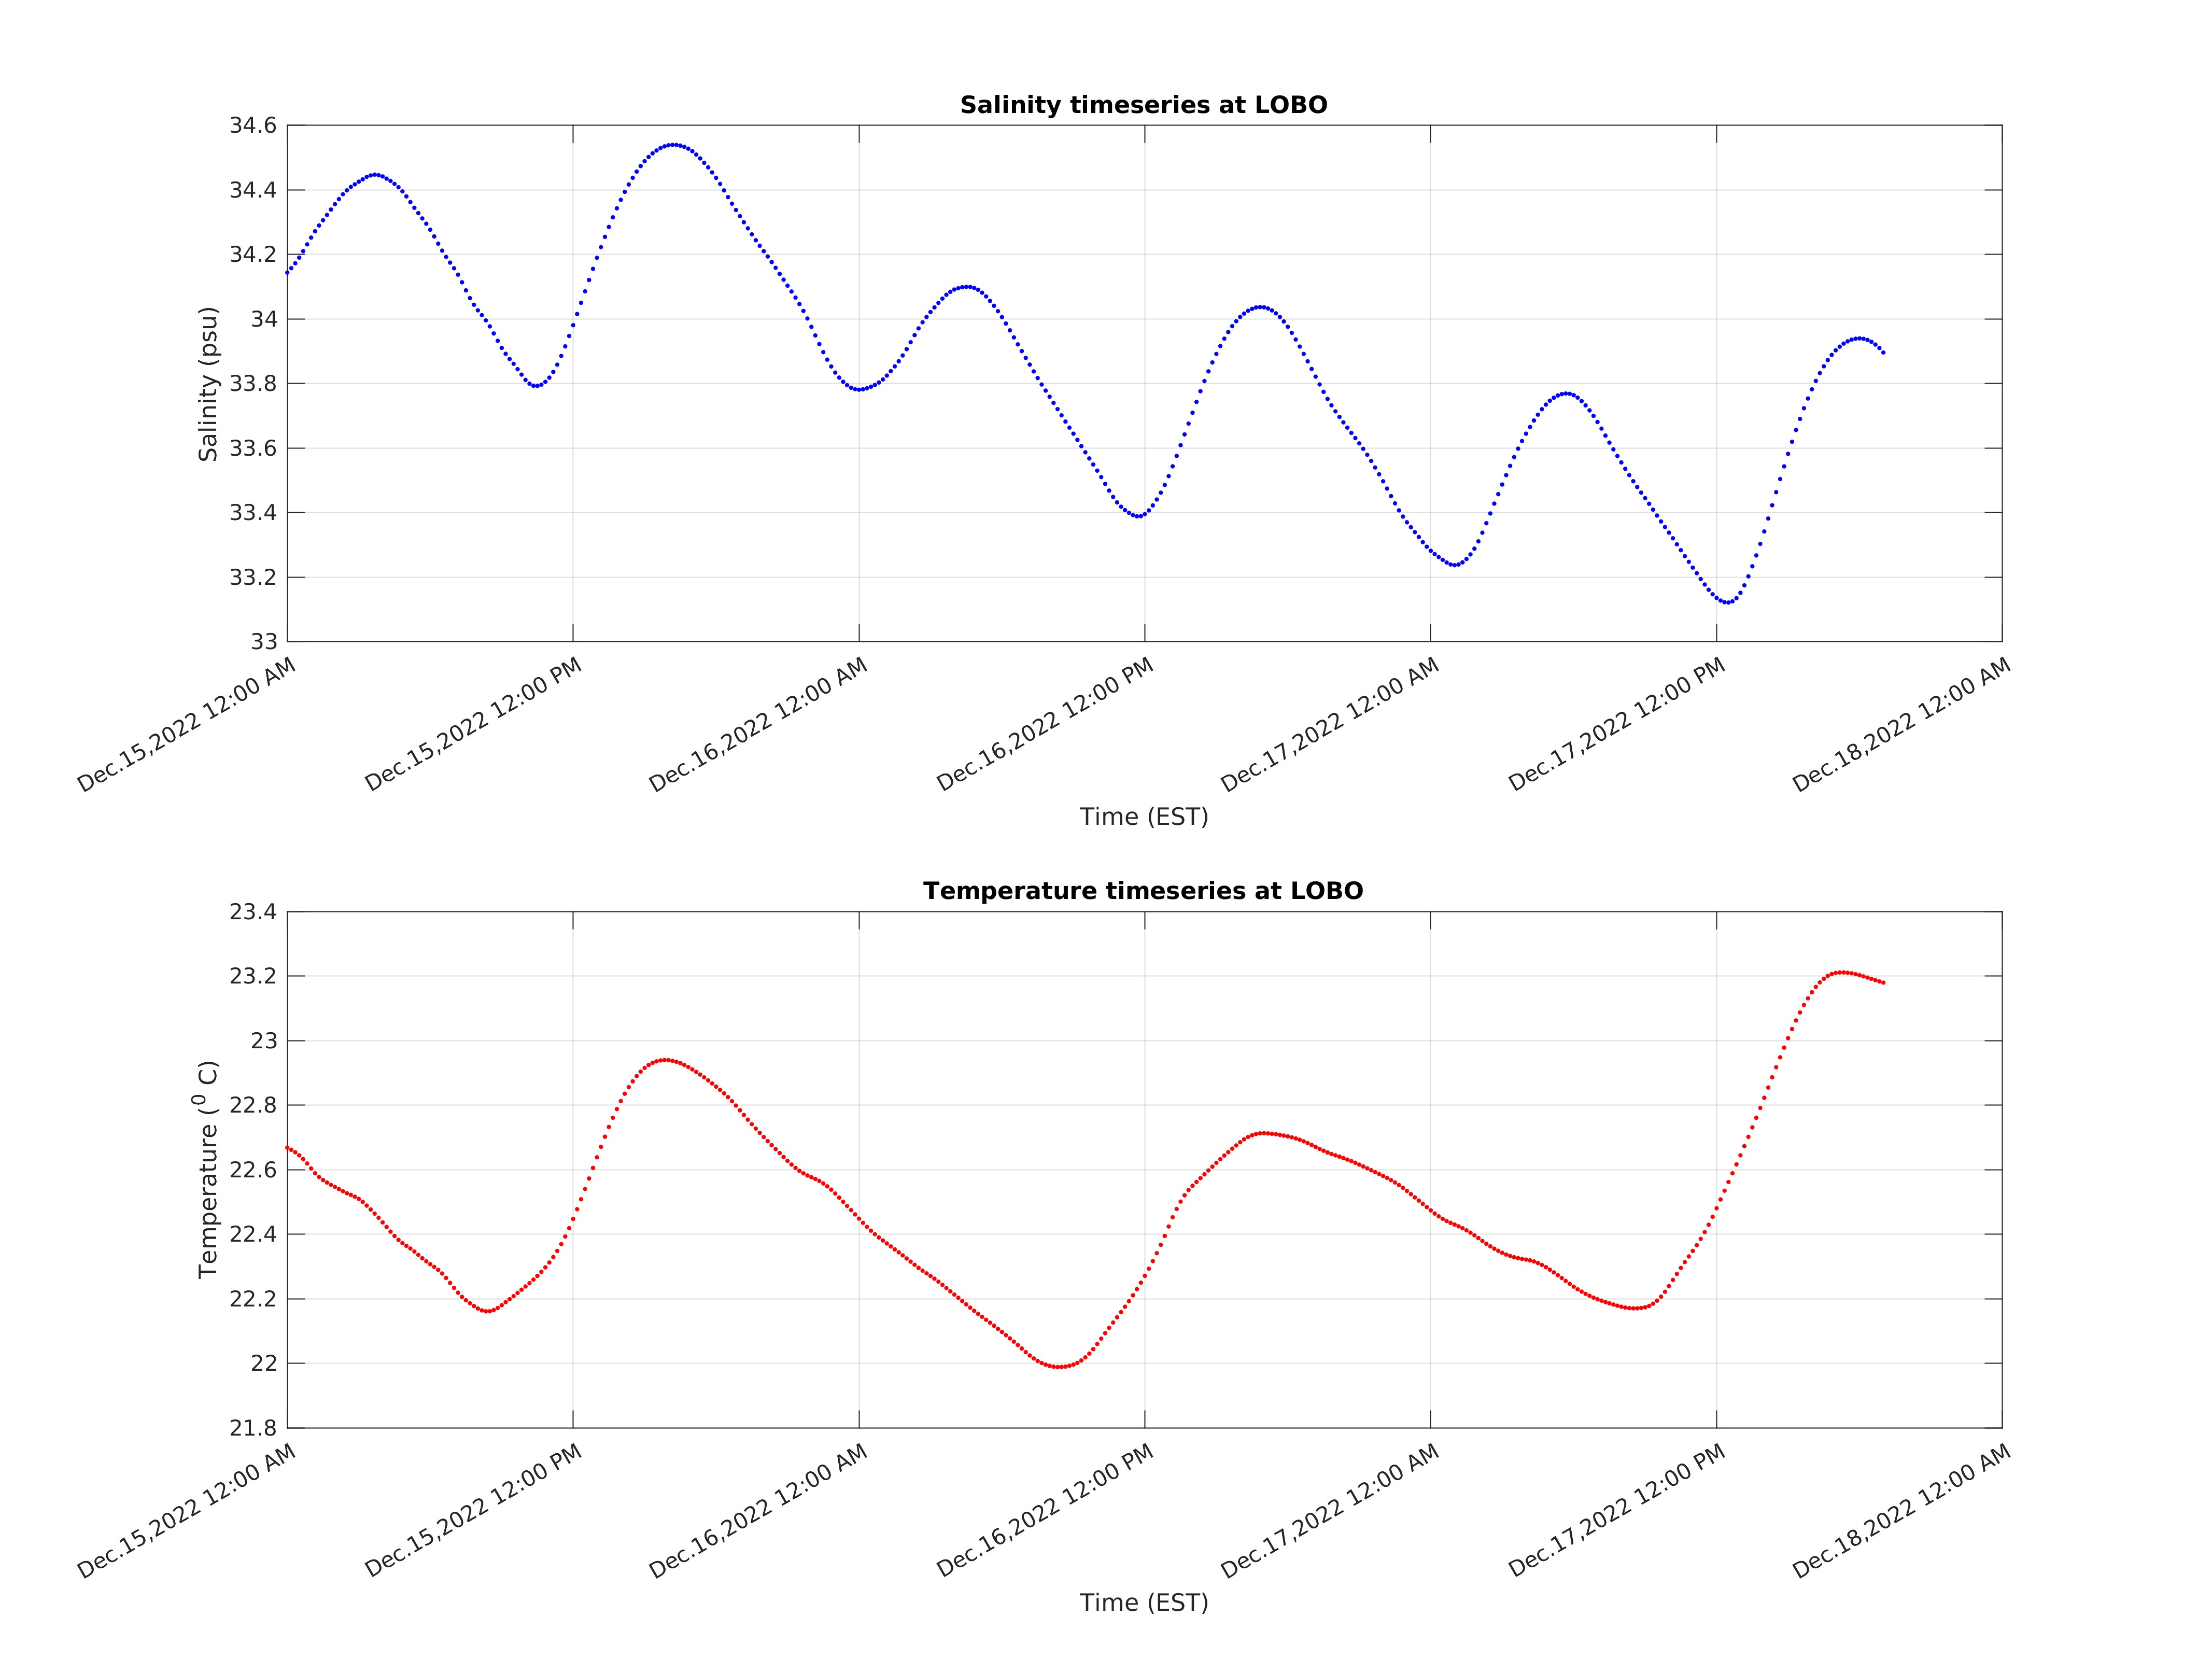 Salinity timeseries at LOBO
34.6
34.4
34.2
34
33.8
33.6
33.4
33.2
33
Salinity (psu)
Dec.15,2022 12:00 AM
Dec.15,2022 12:00 PM
Dec.16,2022 12:00 AM
Dec.16,2022 12:00 PM
Dec.17,2022 12:00 AM
Dec.17,2022 12:00 PM
Dec.18,2022 12:00 AM
Time (EST)
Temperature timeseries at LOBO
23.4
23.2
23
22.8
22.6
22.4
22.2
22
21.8
Temperature (⁰ C)
Dec.15,2022 12:00 AM
Dec.15,2022 12:00 PM
Dec.16,2022 12:00 AM
Dec.16,2022 12:00 PM
Dec.17,2022 12:00 AM
Dec.17,2022 12:00 PM
Dec.18,2022 12:00 AM
Time (EST)